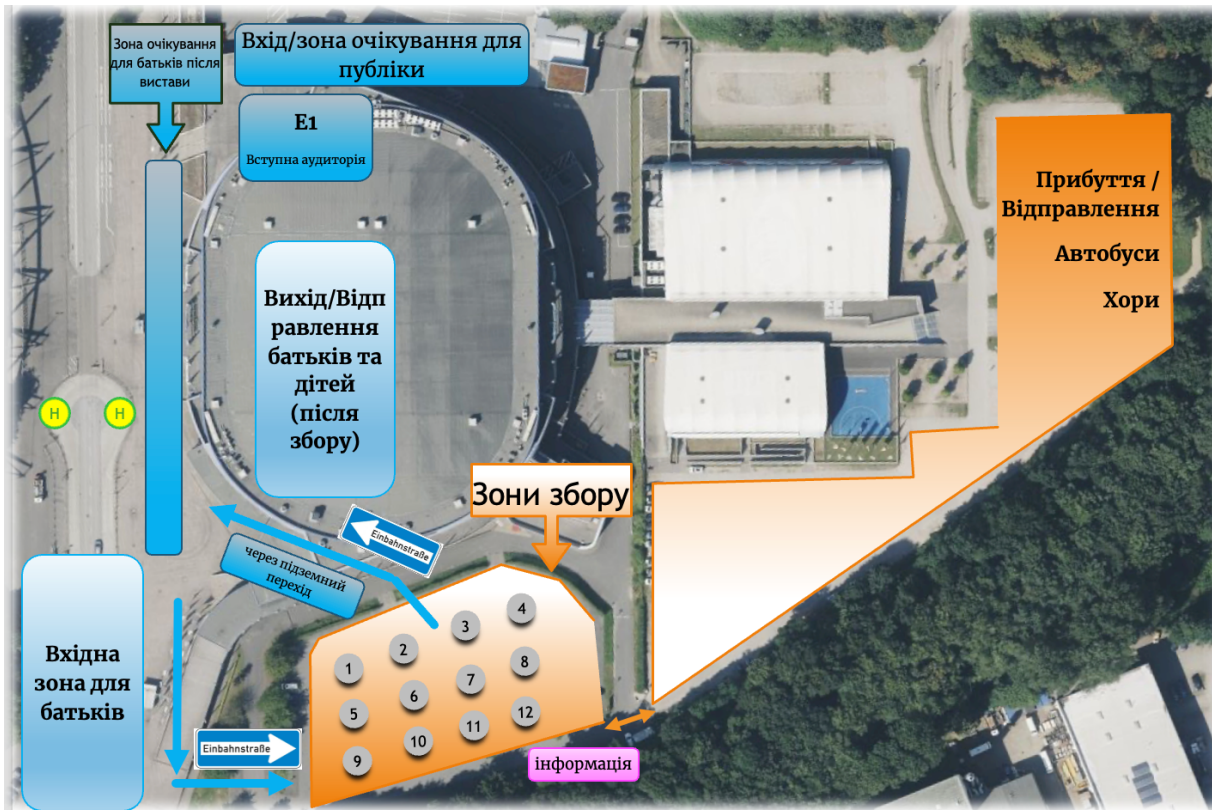 Зона очікування
для батьків після
вистави
Вхід/зона очікування для
публіки
E1
Вступна аудиторія
Прибуття /
Відправлення
Автобуси
Хори
Вихід/Відп
равлення
батьків та
дітей
(після
збору)
H
H
Зони збору
Einbahnstraße
через підземний
перехід
Вхідна
зона для
батьків
1
2
3
4
5
6
7
8
9
10
11
12
Einbahnstraße
інформація